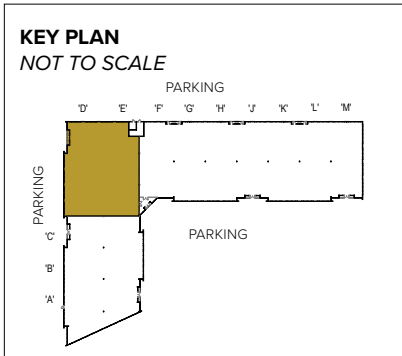 KEY PLAN
NOT TO SCALE
PARKING
'D' 'E' 'F' 'G' 'H' 'J' 'K' 'L' 'M'
PARKING
PARKING
'C'
'B'
'A'